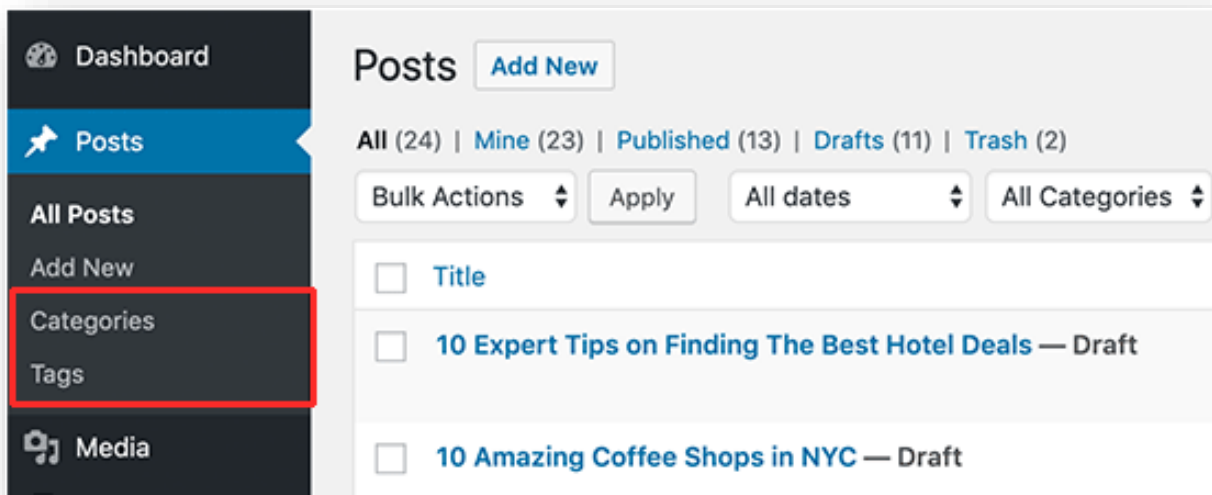 Dashboard
Posts
All Posts
Add New
Categories
Tags
Media
Posts Add New
All (24) | Mine (23) | Published (13) | Drafts (11) | Trash (2)
Bulk Actions Apply All dates All Categories
Title
10 Expert Tips on Finding The Best Hotel Deals — Draft
10 Amazing Coffee Shops in NYC — Draft